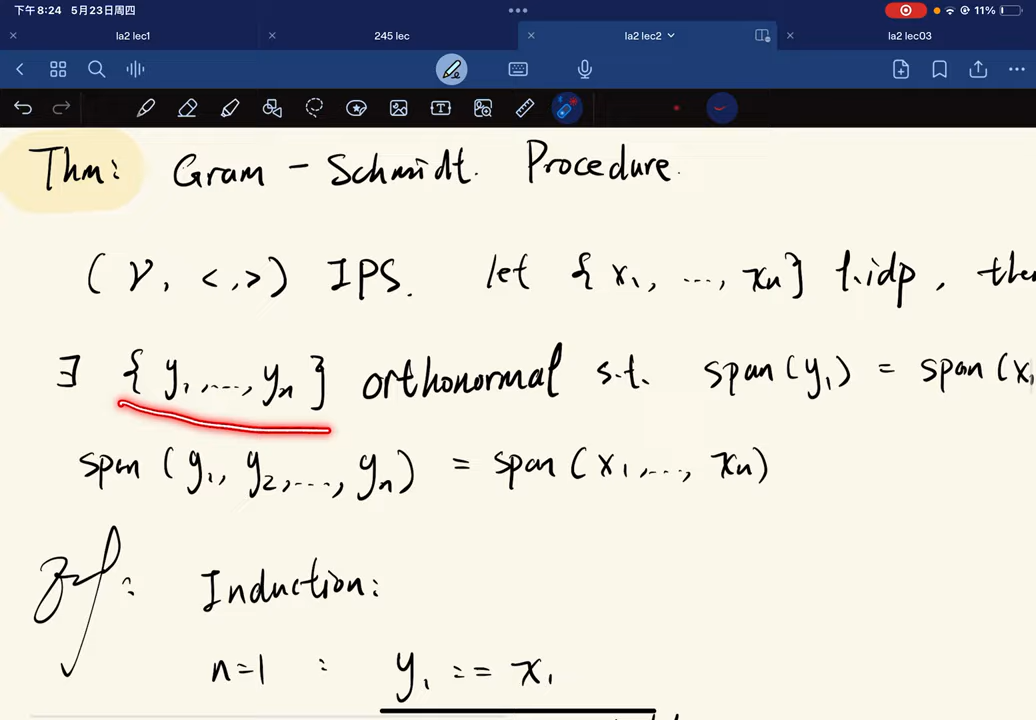 下午8:24 5月23日周四
11%
la2 lec1
245 lec
la2 lec2
la2 lec03
Thm: Gram - Schmidt. Procedure.
( V, < , > ) IPS. let { x1, ..., xn } l.idp, the
∃ { y1, ..., yn } orthonormal s.t. span(y1) = span(x1
span (y1, y2, ..., yn) = span (x1, ..., xn)
Induction:
n=1 : y1 := x1